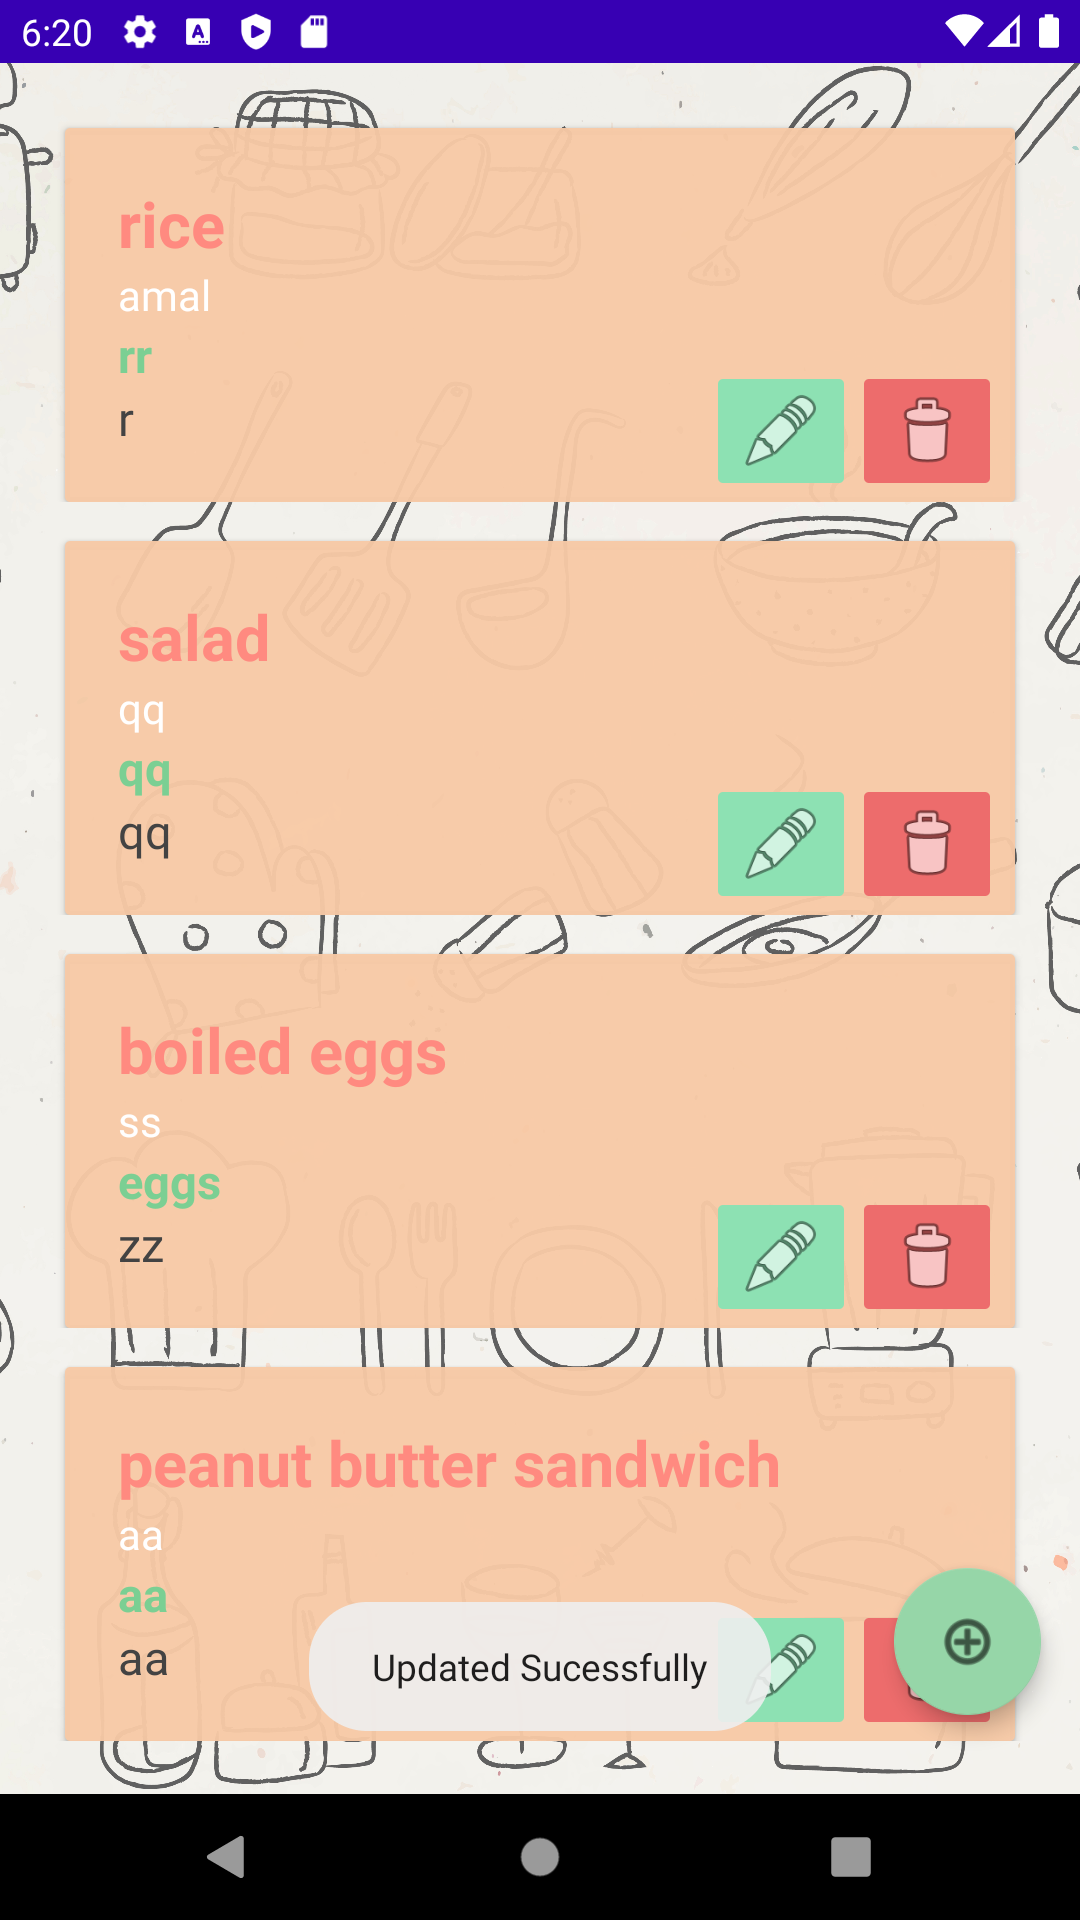 6:20
rice
amal
rr
r
salad
qq
qq
qq
boiled eggs
ss
eggs
zz
peanut butter sandwich
aa
aa
aa
Updated Sucessfully